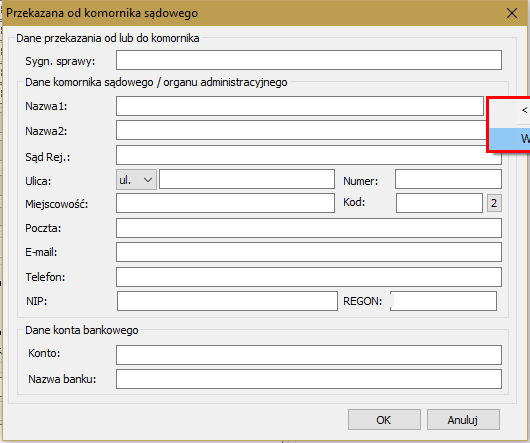 Przekazana od komornika sądowego
Dane przekazania od lub do komornika
Sygn. sprawy:
Dane komornika sądowego / organu administracyjnego
Nazwa1:
<
Nazwa2:
W
Sąd Rej.:
Ulica: ul. Numer:
Miejscowość: Kod: 2
Poczta:
E-mail:
Telefon:
NIP: REGON:
Dane konta bankowego
Konto:
Nazwa banku:
OK Anuluj